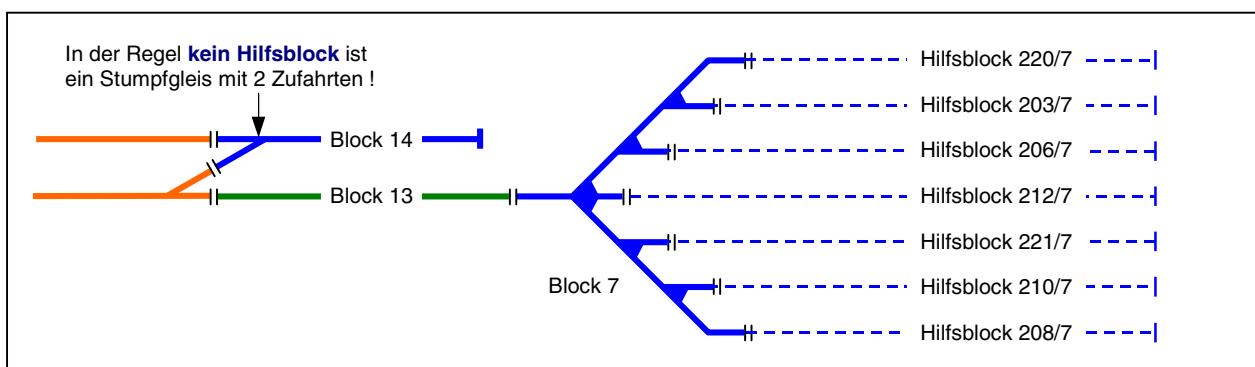 In der Regel kein Hilfsblock ist
ein Stumpfgleis mit 2 Zufahrten !
Block 14
Block 13
Block 7
Hilfsblock 220/7
Hilfsblock 203/7
Hilfsblock 206/7
Hilfsblock 212/7
Hilfsblock 221/7
Hilfsblock 210/7
Hilfsblock 208/7